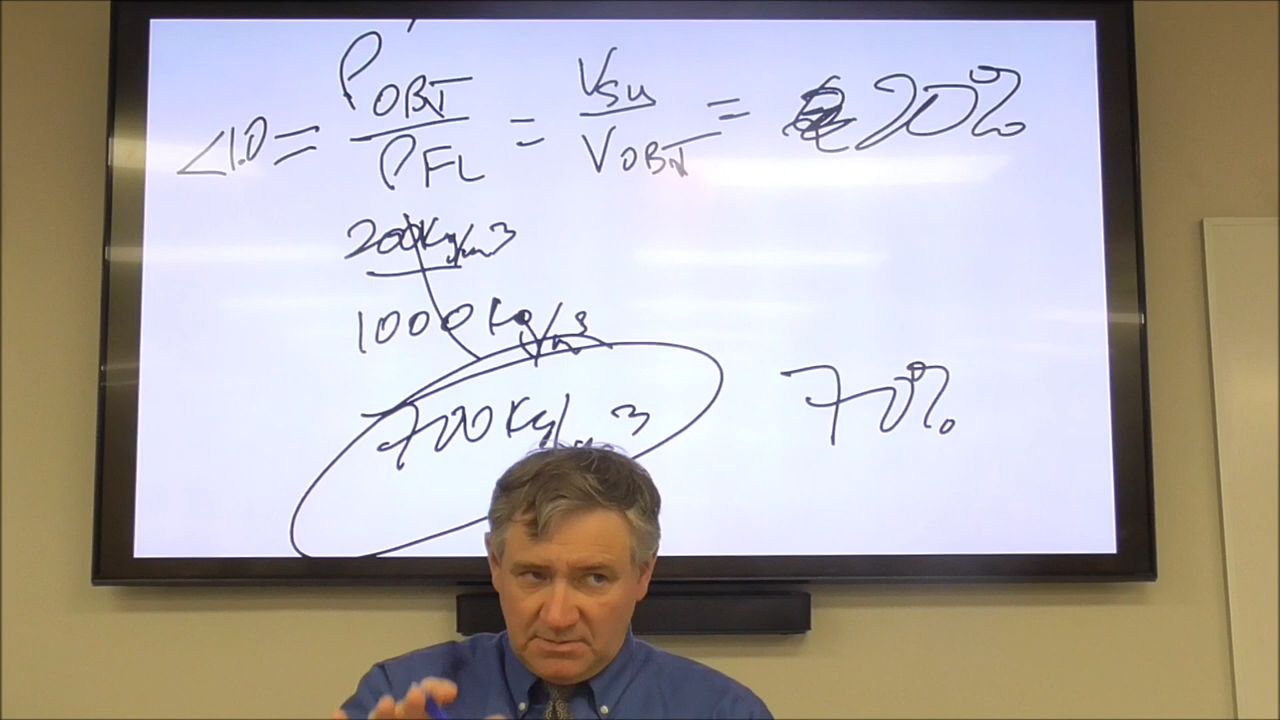 <1.0 = ρOBJ / ρFL = VSU / VOBJ = 20%
200Kg/m3
1000Kg/m3
700Kg/m3 70%